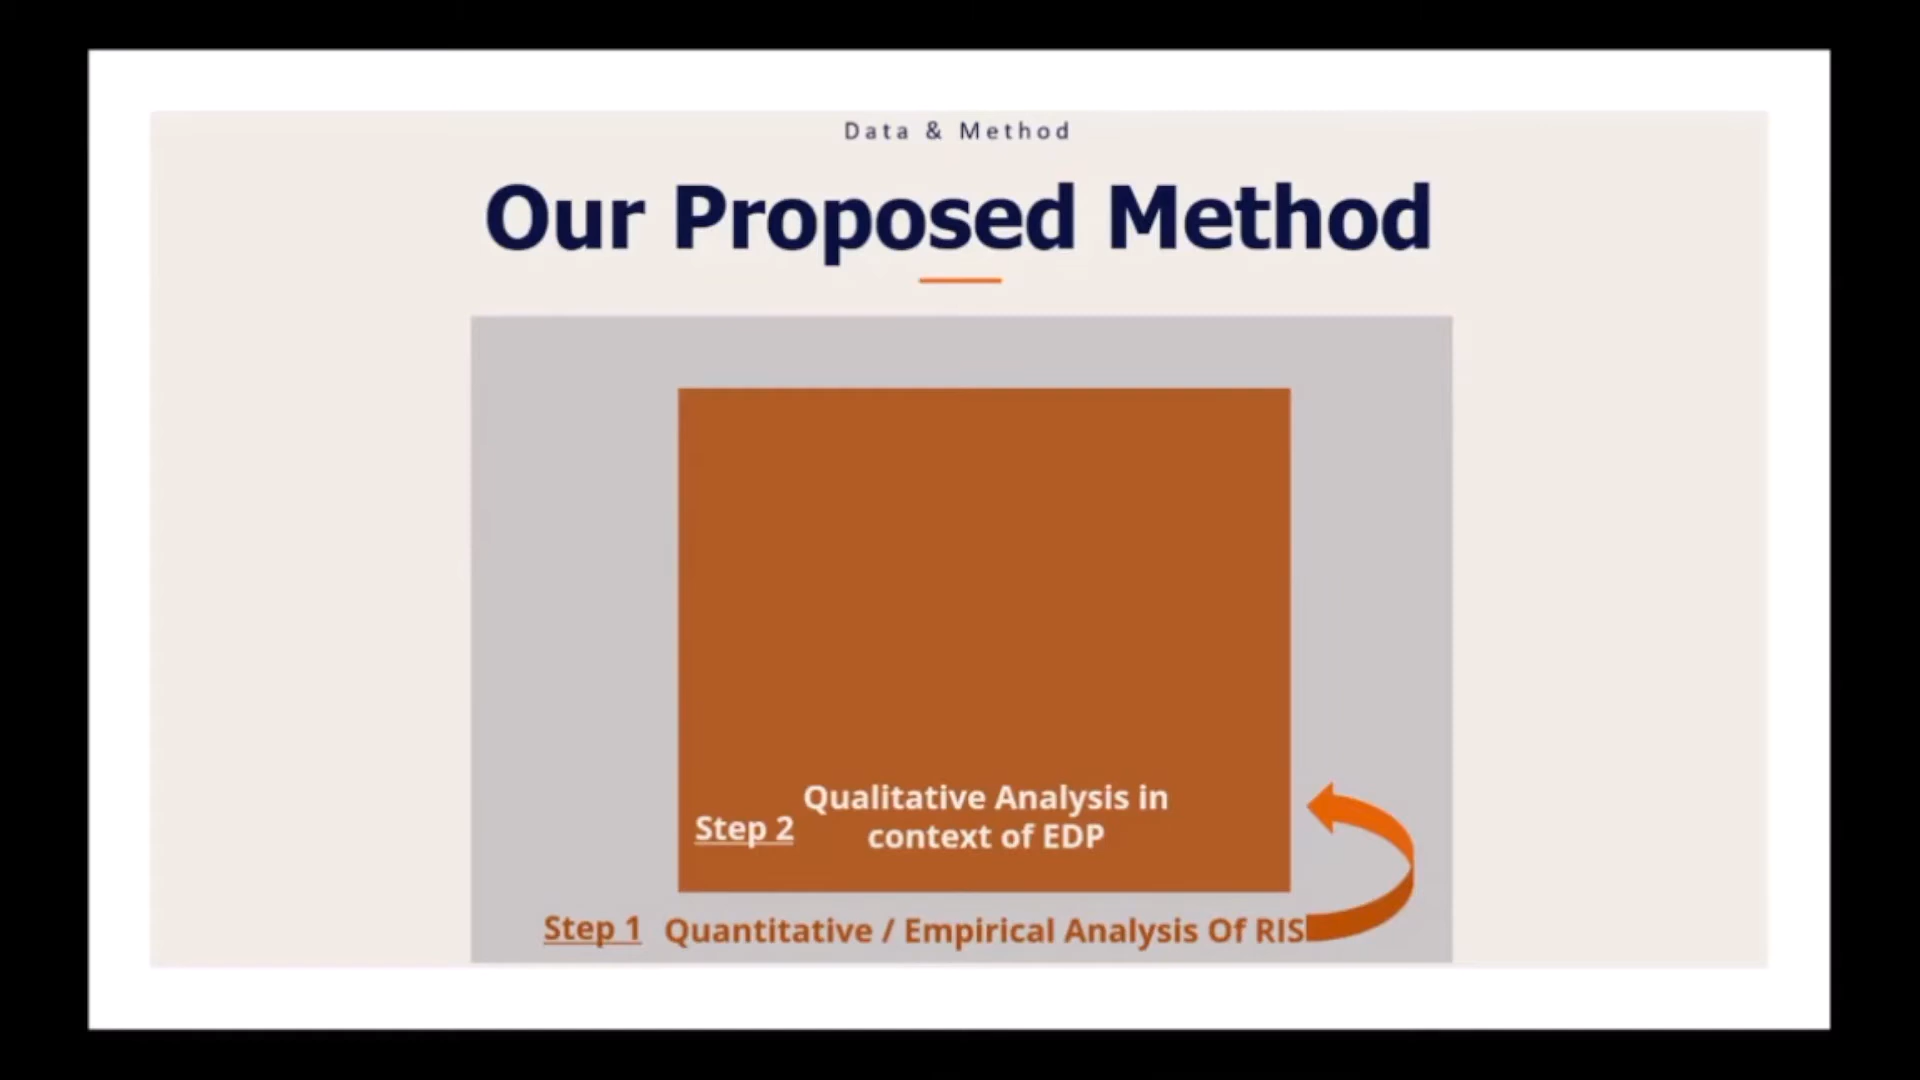 Data & Method
Our Proposed Method
Qualitative Analysis in
Step 2 context of EDP
Step 1 Quantitative / Empirical Analysis Of RIS